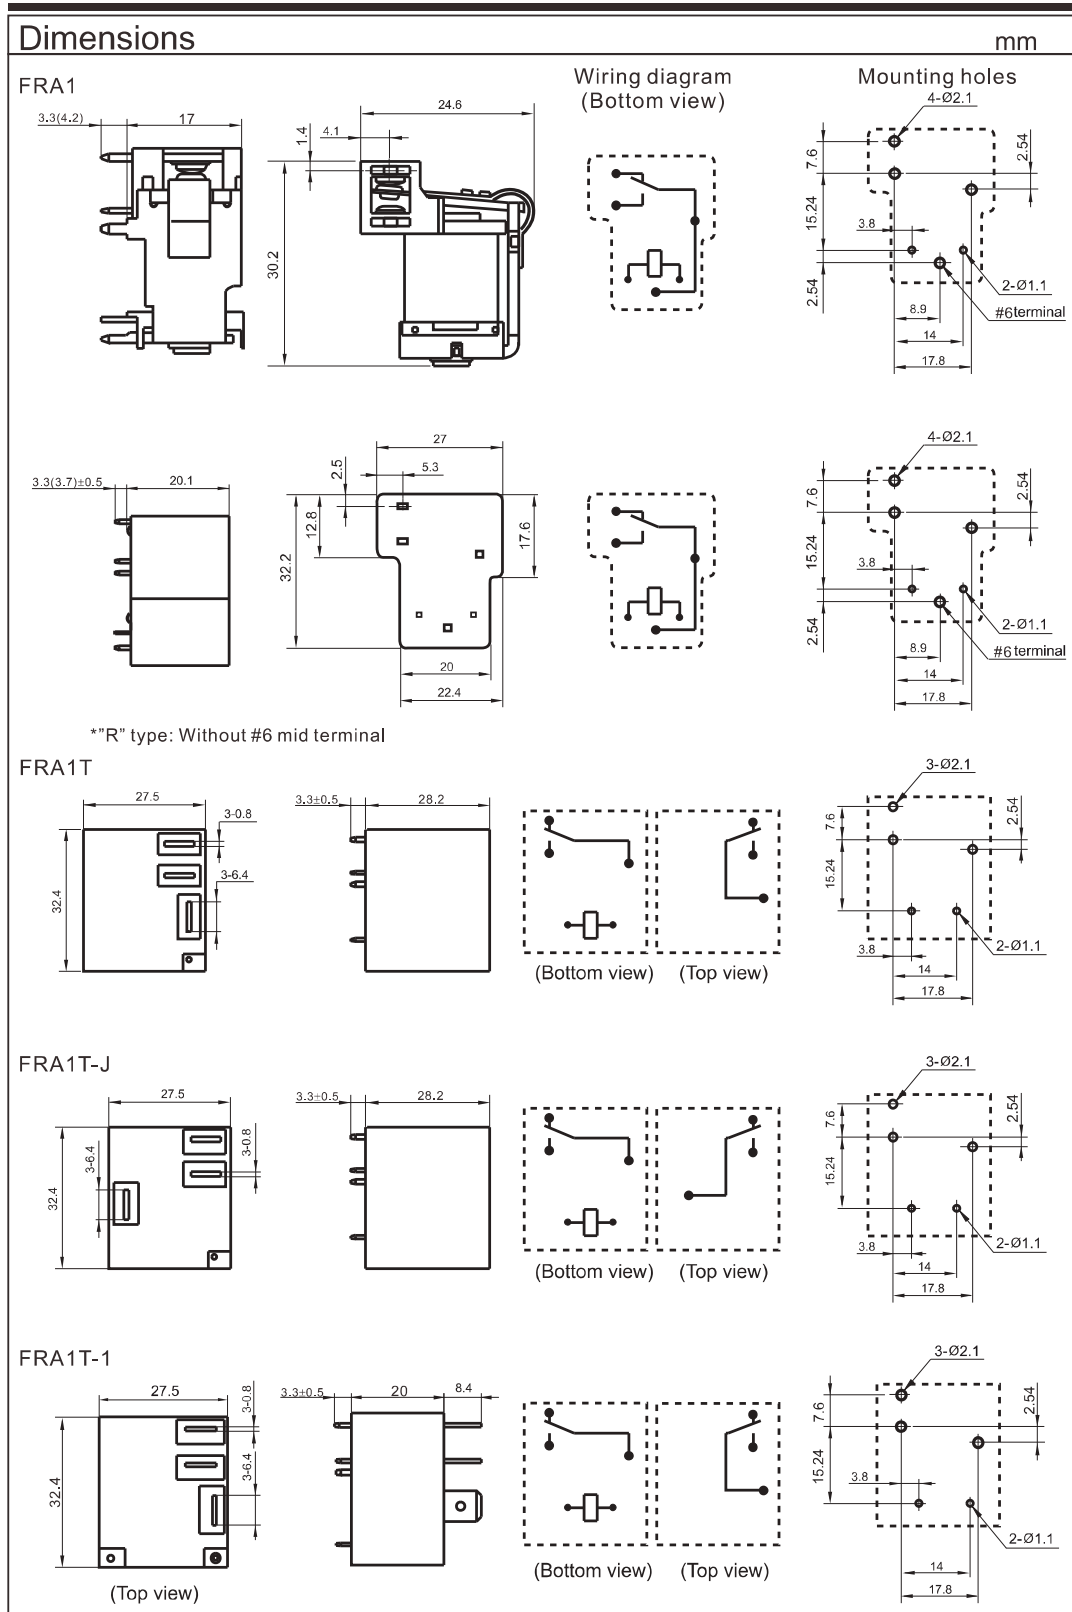 Dimensions mm
FRA1
Wiring diagram
(Bottom view)
Mounting holes
3.3(4.2)
17
24.6
4.1
1.4
30.2
4-Ø2.1
7.6
2.54
15.24
3.8
2.54
2-Ø1.1
#6terminal
8.9
14
17.8
3.3(3.7)±0.5
20.1
27
5.3
2.5
12.8
32.2
17.6
20
22.4
4-Ø2.1
7.6
2.54
15.24
3.8
2.54
2-Ø1.1
#6 terminal
8.9
14
17.8
*"R" type: Without #6 mid terminal
FRA1T
27.5
3-0.8
3-6.4
32.4
3.3±0.5
28.2
(Bottom view)
(Top view)
3-Ø2.1
7.6
2.54
15.24
2-Ø1.1
3.8
14
17.8
FRA1T-J
27.5
3-0.8
3-6.4
32.4
3.3±0.5
28.2
(Bottom view)
(Top view)
3-Ø2.1
7.6
2.54
15.24
2-Ø1.1
3.8
14
17.8
FRA1T-1
27.5
3-0.8
3-6.4
32.4
(Top view)
3.3±0.5
20
8.4
(Bottom view)
(Top view)
3-Ø2.1
7.6
2.54
15.24
3.8
2-Ø1.1
14
17.8